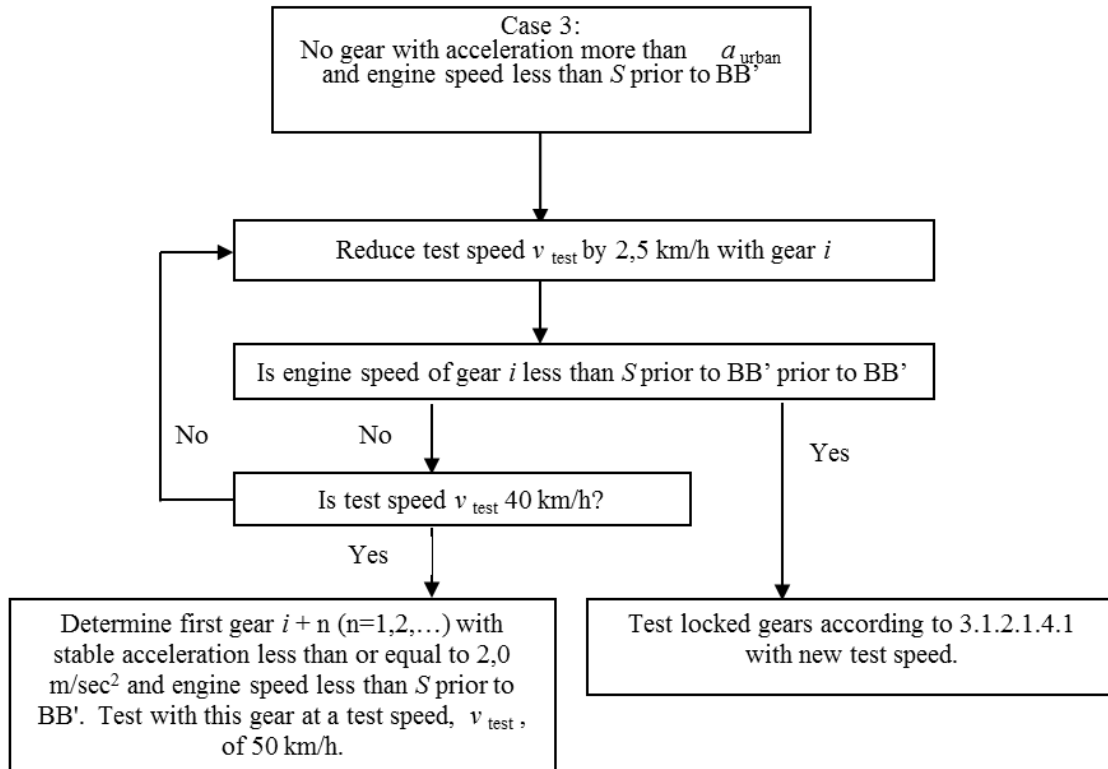 Case 3:
No gear with acceleration more than a urban
and engine speed less than S prior to BB’
Reduce test speed v test by 2,5 km/h with gear i
Is engine speed of gear i less than S prior to BB’ prior to BB’
No
No
Yes
Is test speed v test 40 km/h?
Yes
Determine first gear i + n (n=1,2,…) with
stable acceleration less than or equal to 2,0
m/sec² and engine speed less than S prior to
BB'. Test with this gear at a test speed, v test ,
of 50 km/h.
Test locked gears according to 3.1.2.1.4.1
with new test speed.